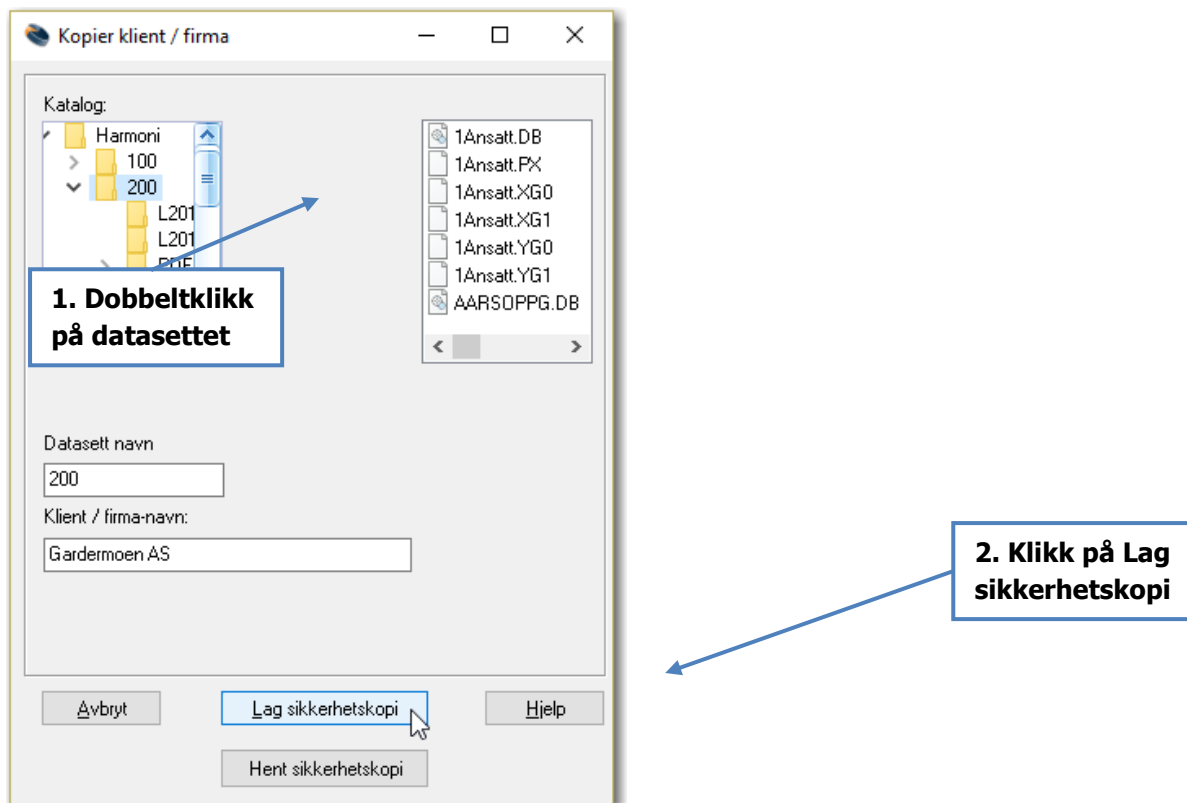 Kopier klient / firma
Katalog:
Harmoni
100
200
L201
L201
PDF
1Ansatt.DB
1Ansatt.PX
1Ansatt.XG0
1Ansatt.XG1
1Ansatt.YG0
1Ansatt.YG1
AARSOPPG.DB
1. Dobbeltklikk
på datasettet
Datasett navn
200
Klient / firma-navn:
Gardermoen AS
2. Klikk på Lag
sikkerhetskopi
Avbryt
Lag sikkerhetskopi
Hjelp
Hent sikkerhetskopi